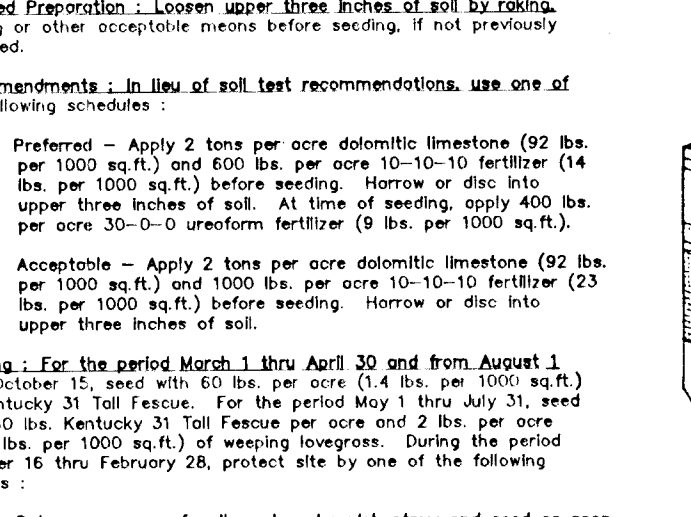 ed Preparation : Loosen upper three inches of soil by raking,
g or other acceptable means before seeding, if not previously
ed.
mendments : In lieu of soil test recommendations, use one of
llowing schedules :
Preferred — Apply 2 tons per acre dolomitic limestone (92 lbs.
per 1000 sq.ft.) and 600 lbs. per acre 10—10—10 fertilizer (14
lbs. per 1000 sq.ft.) before seeding. Harrow or disc into
upper three inches of soil. At time of seeding, apply 400 lbs.
per acre 30—0—0 ureaform fertilizer (9 lbs. per 1000 sq.ft.).
Acceptable — Apply 2 tons per acre dolomitic limestone (92 lbs.
per 1000 sq.ft.) and 1000 lbs. per acre 10—10—10 fertilizer (23
lbs. per 1000 sq.ft.) before seeding. Harrow or disc into
upper three inches of soil.
ng : For the period March 1 thru April 30 and from August 1
October 15, seed with 60 lbs. per acre (1.4 lbs. per 1000 sq.ft.)
ntucky 31 Tall Fescue. For the period May 1 thru July 31, seed
60 lbs. Kentucky 31 Tall Fescue per acre and 2 lbs. per acre
lbs. per 1000 sq.ft.) of weeping lovegrass. During the period
er 16 thru February 28, protect site by one of the following
s :